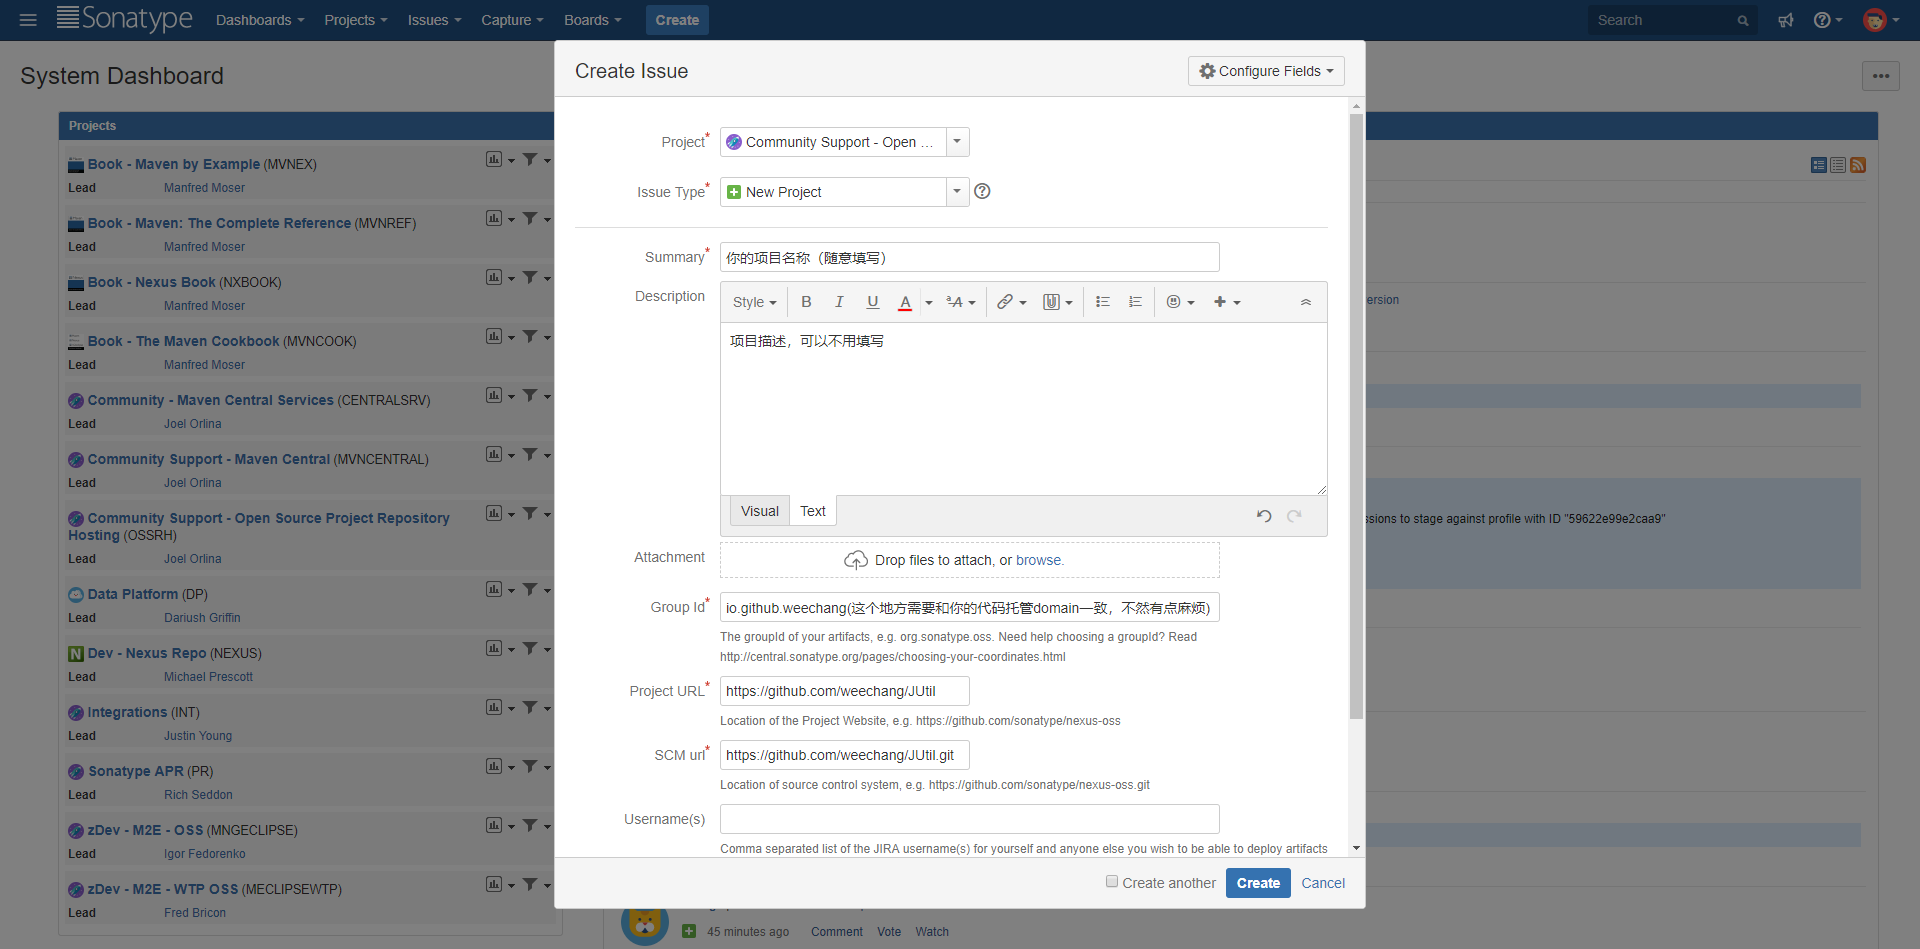 Sonatype Dashboards Projects Issues Capture Boards Create Search
System Dashboard
Projects
Book - Maven by Example (MVNEX)
Lead Manfred Moser
Book - Maven: The Complete Reference (MVNREF)
Lead Manfred Moser
Book - Nexus Book (NXBOOK)
Lead Manfred Moser
Book - The Maven Cookbook (MVNCOOK)
Lead Manfred Moser
Community - Maven Central Services (CENTRALSRV)
Lead Joel Orlina
Community Support - Maven Central (MVNCENTRAL)
Lead Joel Orlina
Community Support - Open Source Project Repository
Hosting (OSSRH)
Lead Joel Orlina
Data Platform (DP)
Lead Dariush Griffin
Dev - Nexus Repo (NEXUS)
Lead Michael Prescott
Integrations (INT)
Lead Justin Young
Sonatype APR (PR)
Lead Rich Seddon
zDev - M2E - OSS (MNGECLIPSE)
Lead Igor Fedorenko
zDev - M2E - WTP OSS (MECLIPSEWTP)
Lead Fred Bricon
Create Issue Configure Fields
Project* Community Support - Open ...
Issue Type* New Project
Summary* 你的项目名称（随意填写）
Description Style B I U A
项目描述，可以不用填写
Visual Text
Attachment Drop files to attach, or browse.
Group Id* io.github.weechang(这个地方需要和你的代码托管domain一致，不然有点麻烦)
The groupId of your artifacts, e.g. org.sonatype.oss. Need help choosing a groupId? Read
http://central.sonatype.org/pages/choosing-your-coordinates.html
Project URL* https://github.com/weechang/JUtil
Location of the Project Website, e.g. https://github.com/sonatype/nexus-oss
SCM url* https://github.com/weechang/JUtil.git
Location of source control system, e.g. https://github.com/sonatype/nexus-oss.git
Username(s)
Comma separated list of the JIRA username(s) for yourself and anyone else you wish to be able to deploy artifacts
Create another Create Cancel
ersion
ssions to stage against profile with ID "59622e99e2caa9"
45 minutes ago Comment Vote Watch